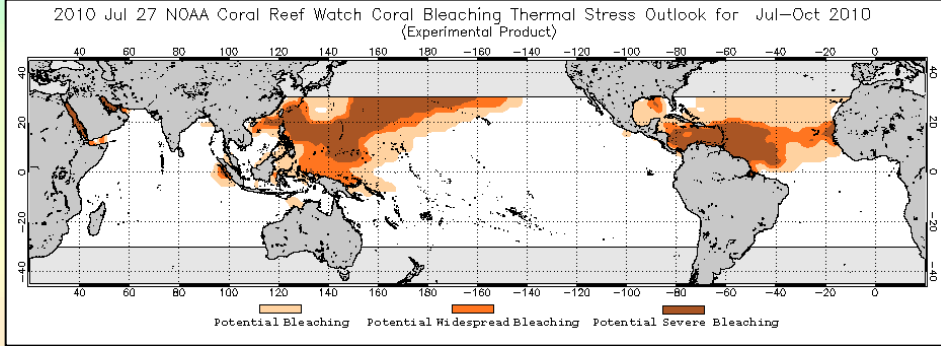 2010 Jul 27 NOAA Coral Reef Watch Coral Bleaching Thermal Stress Outlook for Jul-Oct 2010
(Experimental Product)
40 60 80 100 120 140 160 180 -160 -140 -120 -100 -80 -60 -40 -20 0
40 40
20 20
0 0
-20 -20
-40 -40
40 60 80 100 120 140 160 180 -160 -140 -120 -100 -80 -60 -40 -20 0
Potential Bleaching Potential Widespread Bleaching Potential Severe Bleaching